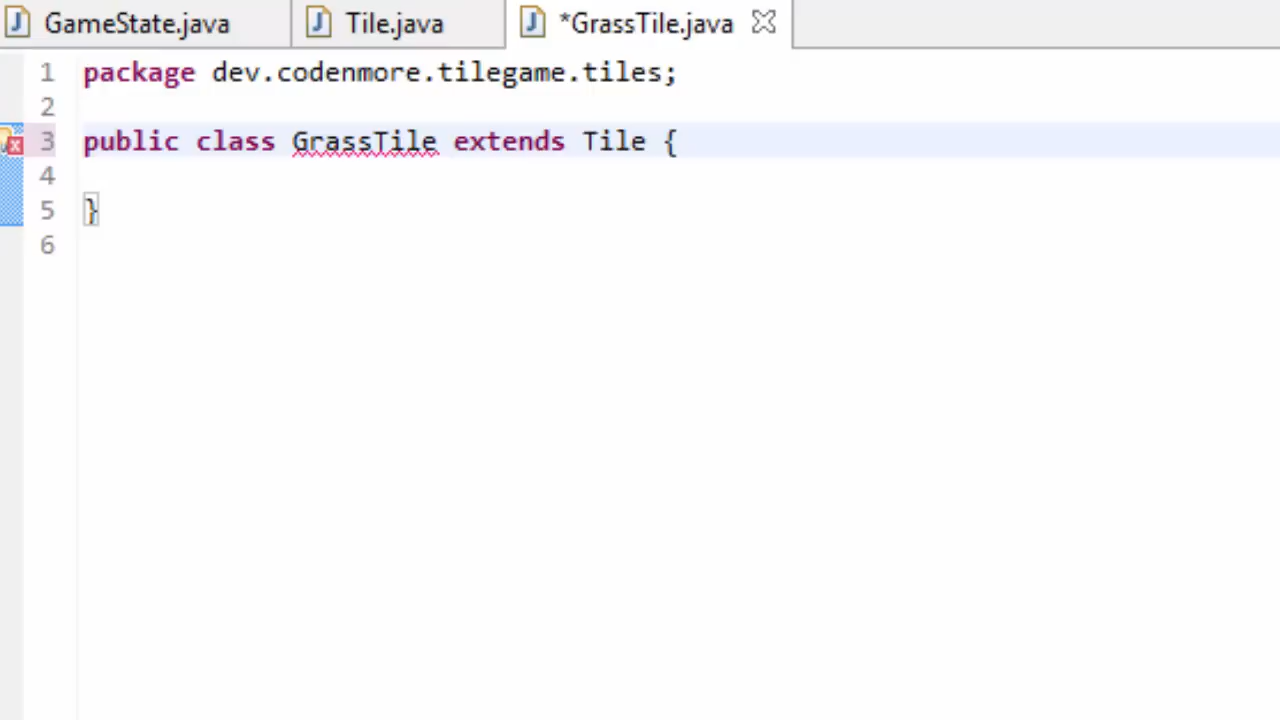 GameState.java Tile.java *GrassTile.java
1 package dev.codenmore.tilegame.tiles;
2
3 public class GrassTile extends Tile {
4
5 }
6